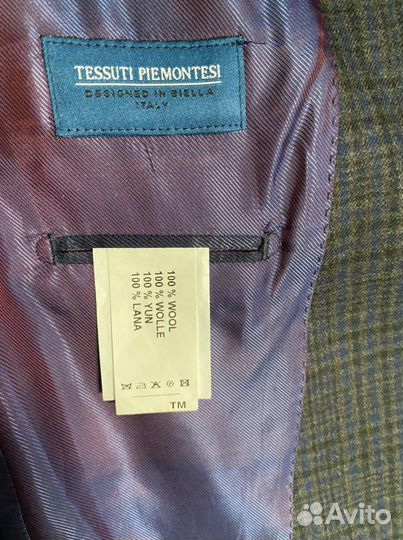 TESSUTI PIEMONTESI
DESIGNED IN BIELLA
ITALY
100 % WOOL
100 % WOLLE
100 % YUN
100 % LANA
TM
Avito